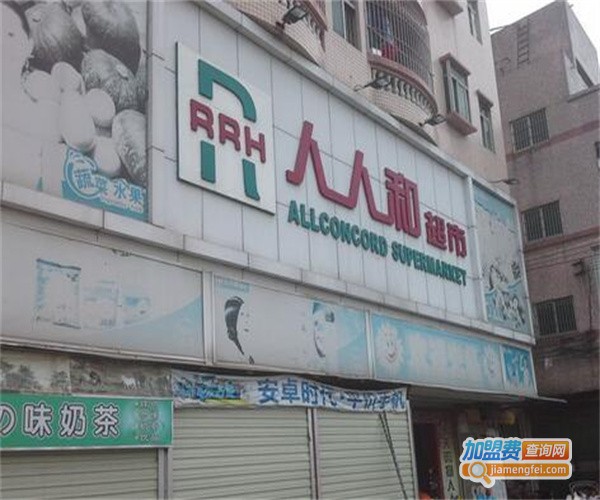 RRH
人人和 超市
ALLCONCORD SUPERMARKET
蔬菜 水果
安卓时代
の味奶茶
加盟费查询网
jiamengfei.com